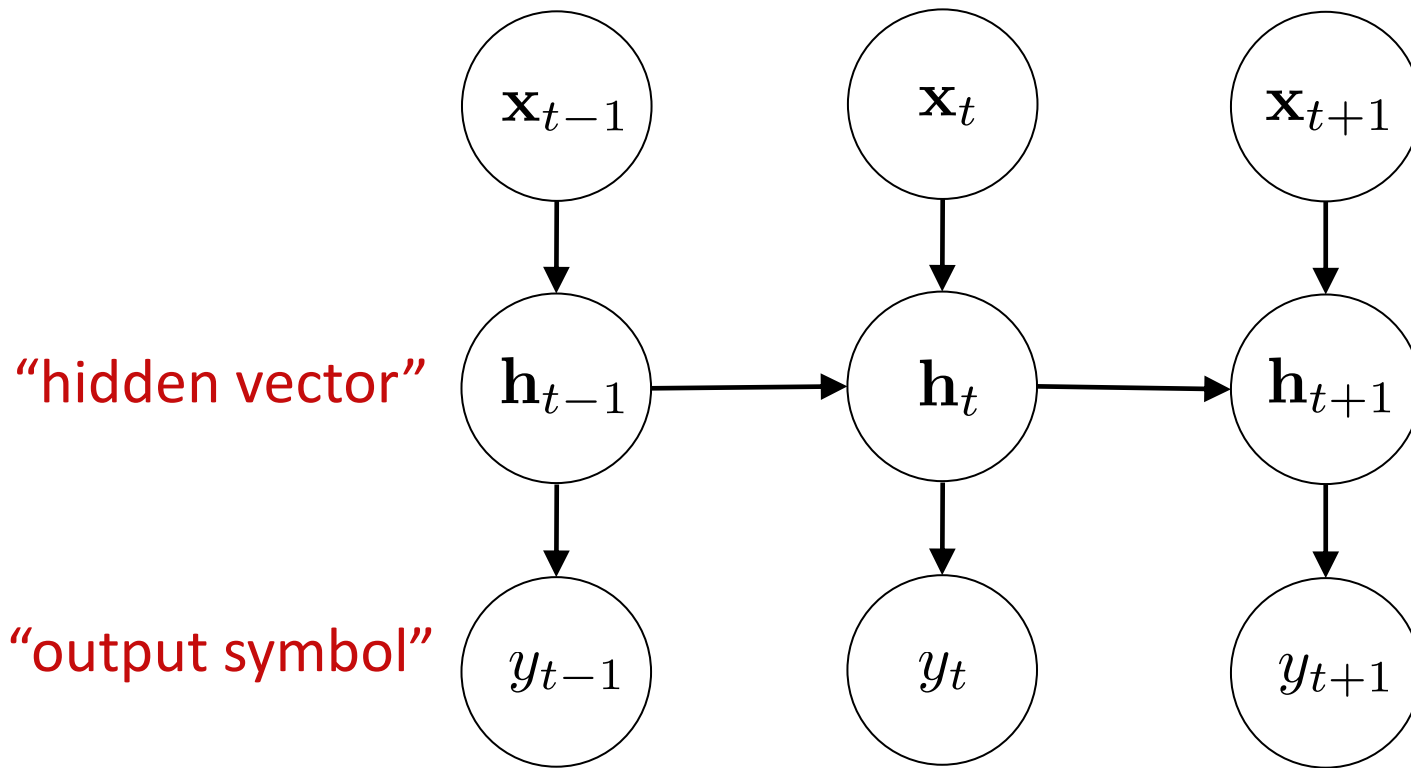 x_{t-1} x_t x_{t+1}
“hidden vector” h_{t-1} h_t h_{t+1}
“output symbol” y_{t-1} y_t y_{t+1}